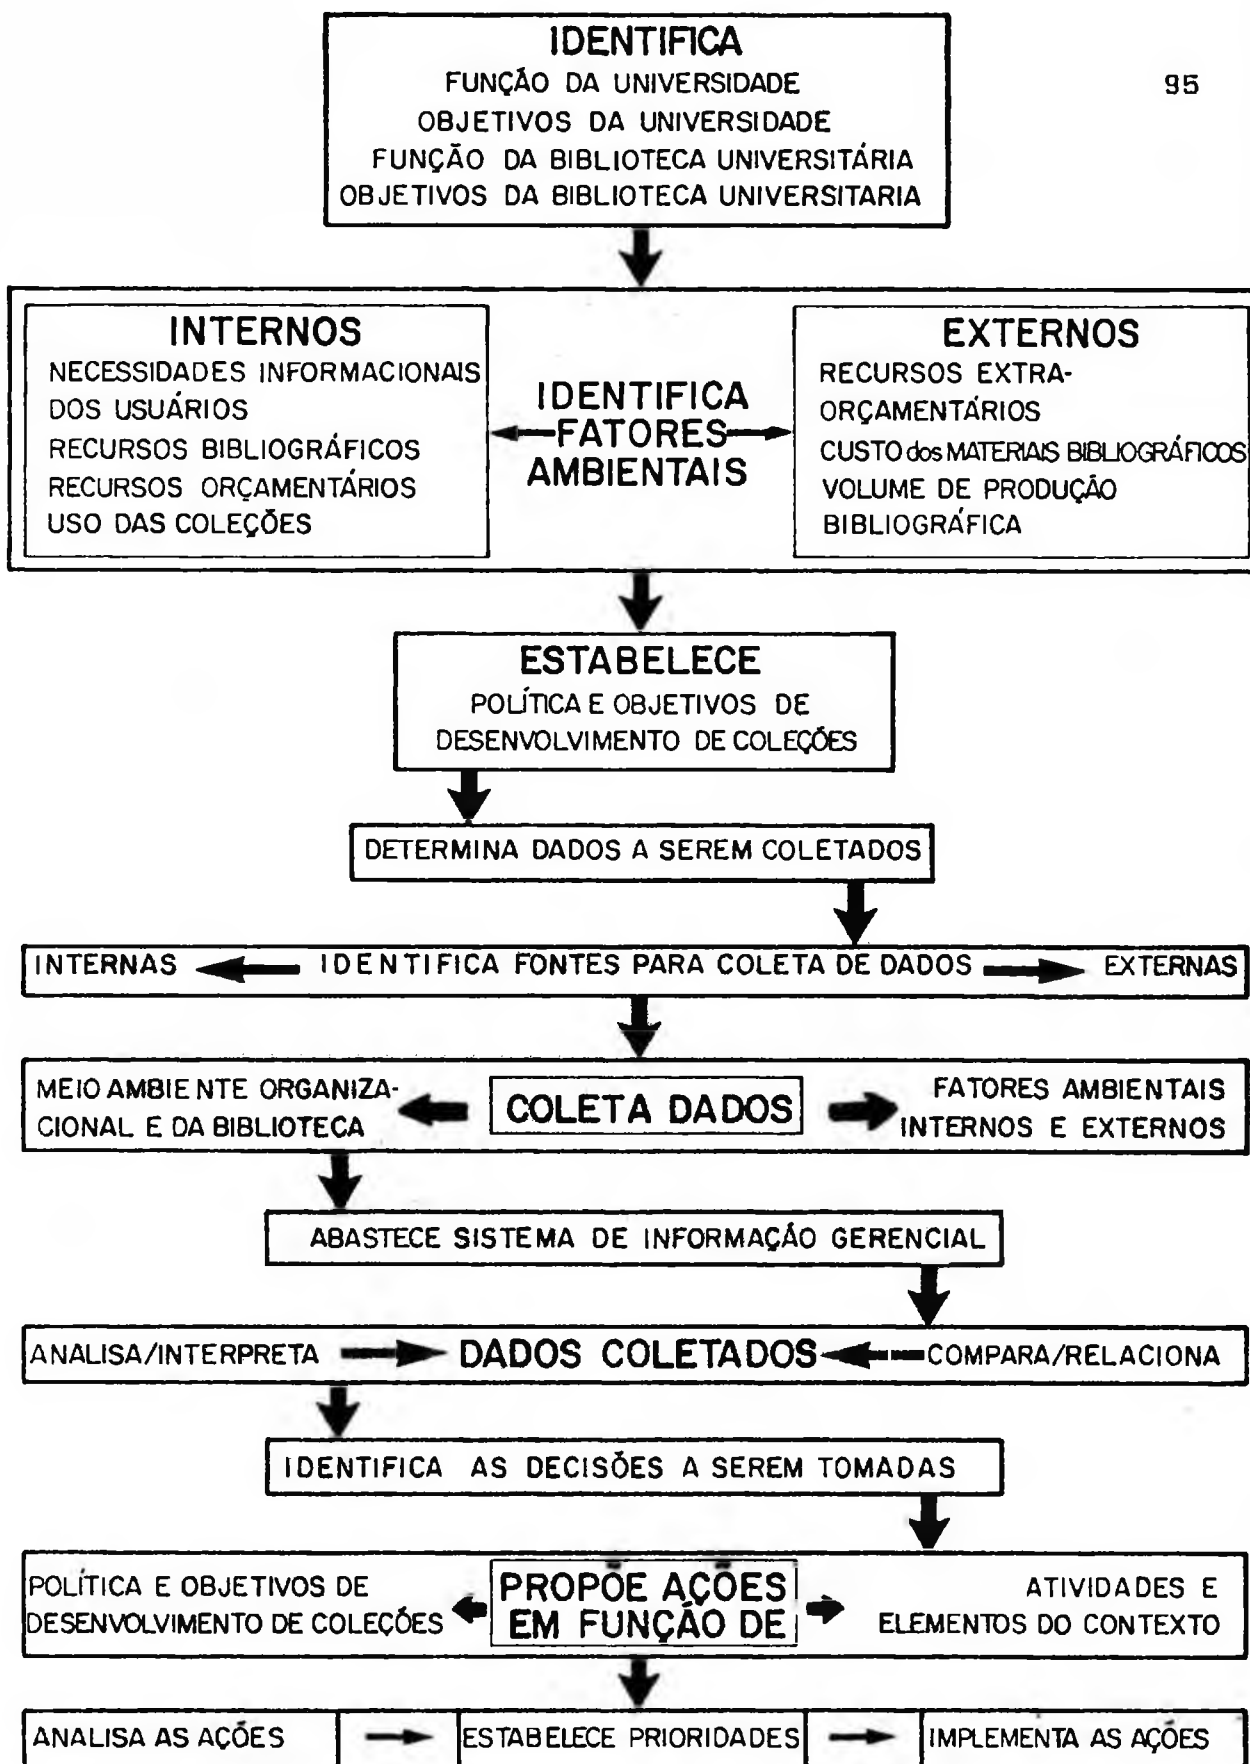 IDENTIFICA
FUNÇÃO DA UNIVERSIDADE
95
OBJETIVOS DA UNIVERSIDADE
FUNÇÃO DA BIBLIOTECA UNIVERSITÁRIA
OBJETIVOS DA BIBLIOTECA UNIVERSITARIA
INTERNOS
NECESSIDADES INFORMACIONAIS
DOS USUÁRIOS
RECURSOS BIBLIOGRÁFICOS
RECURSOS ORÇAMENTÁRIOS
USO DAS COLEÇÕES
IDENTIFICA
FATORES
AMBIENTAIS
EXTERNOS
RECURSOS EXTRA-
ORÇAMENTÁRIOS
CUSTO dos MATERIAIS BIBLIOGRÁFICOS
VOLUME DE PRODUÇÃO
BIBLIOGRÁFICA
ESTABELECE
POLÍTICA E OBJETIVOS DE
DESENVOLVIMENTO DE COLEÇÕES
DETERMINA DADOS A SEREM COLETADOS
INTERNAS IDENTIFICA FONTES PARA COLETA DE DADOS EXTERNAS
MEIO AMBIENTE ORGANIZA-
CIONAL E DA BIBLIOTECA
COLETA DADOS
FATORES AMBIENTAIS
INTERNOS E EXTERNOS
ABASTECE SISTEMA DE INFORMAÇÃO GERENCIAL
ANALISA/INTERPRETA DADOS COLETADOS COMPARA/RELACIONA
IDENTIFICA AS DECISÕES A SEREM TOMADAS
POLÍTICA E OBJETIVOS DE
DESENVOLVIMENTO DE COLEÇÕES
PROPÕE AÇÕES
EM FUNÇÃO DE
ATIVIDADES E
ELEMENTOS DO CONTEXTO
ANALISA AS AÇÕES ESTABELECE PRIORIDADES IMPLEMENTA AS AÇÕES